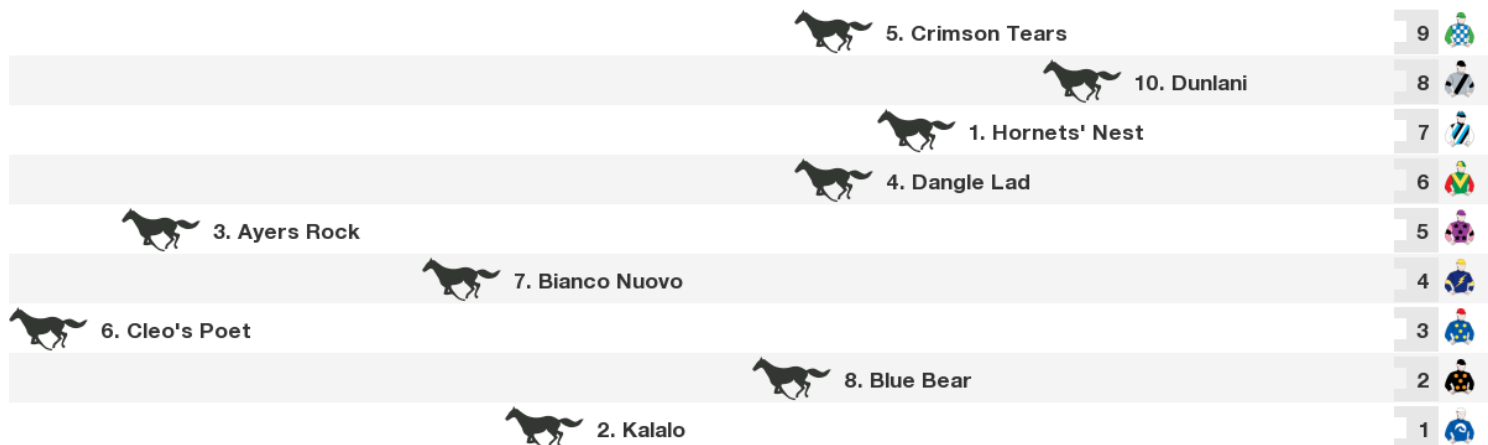 5. Crimson Tears 9
10. Dunlani 8
1. Hornets' Nest 7
4. Dangle Lad 6
3. Ayers Rock 5
7. Bianco Nuovo 4
6. Cleo's Poet 3
8. Blue Bear 2
2. Kalalo 1